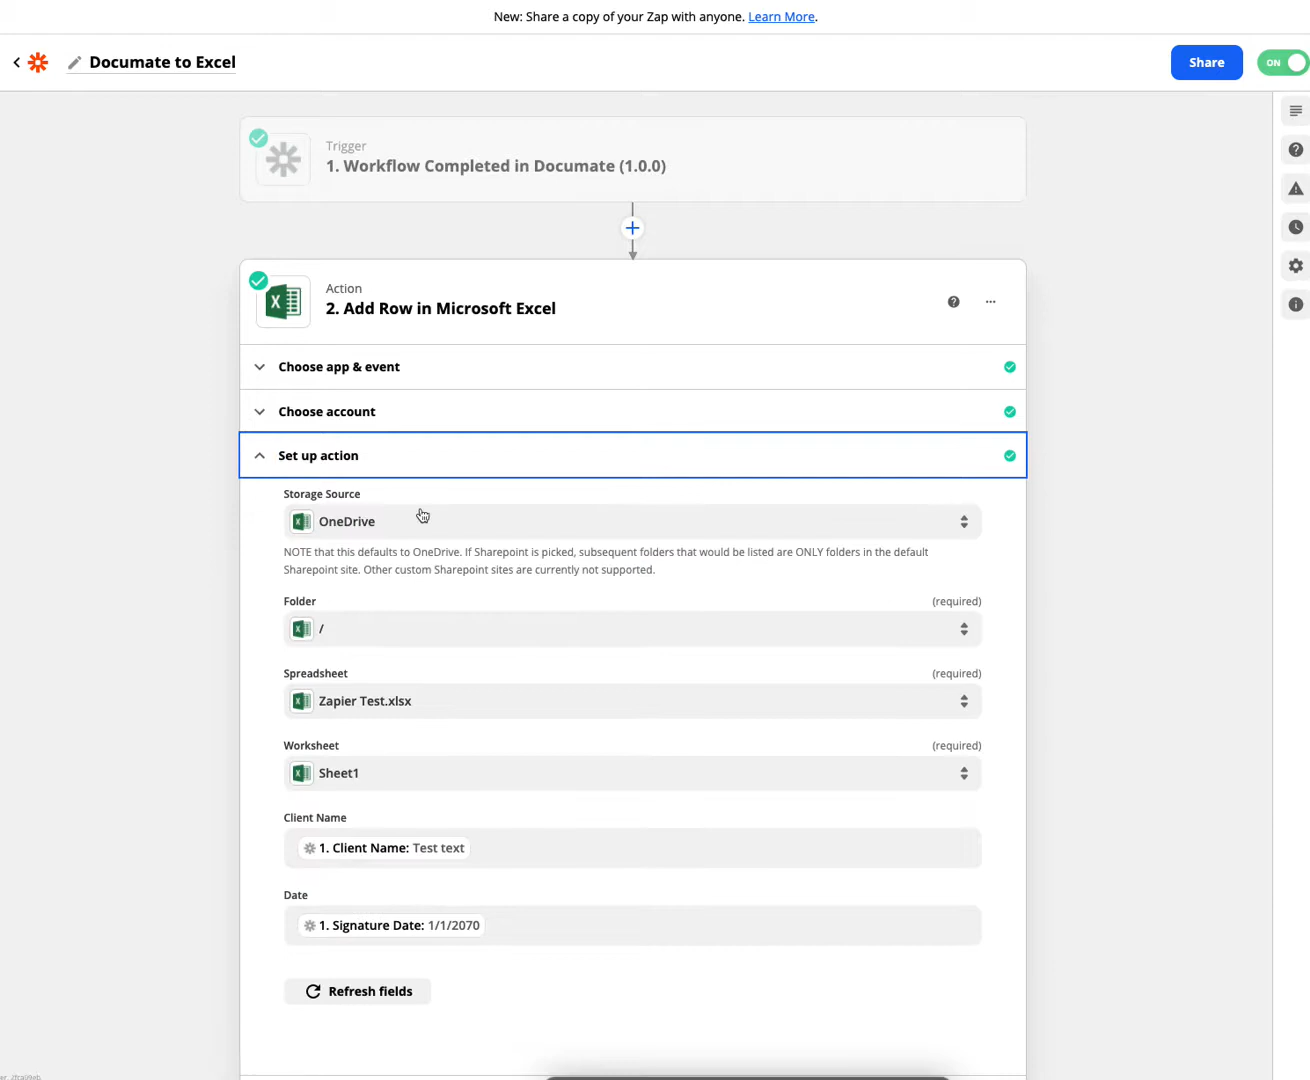 New: Share a copy of your Zap with anyone. Learn More.
Documate to Excel
Share
ON
Trigger
1. Workflow Completed in Documate (1.0.0)
Action
2. Add Row in Microsoft Excel
Choose app & event
Choose account
Set up action
Storage Source
OneDrive
NOTE that this defaults to OneDrive. If Sharepoint is picked, subsequent folders that would be listed are ONLY folders in the default
Sharepoint site. Other custom Sharepoint sites are currently not supported.
Folder (required)
/
Spreadsheet (required)
Zapier Test.xlsx
Worksheet (required)
Sheet1
Client Name
1. Client Name: Test text
Date
1. Signature Date: 1/1/2070
Refresh fields